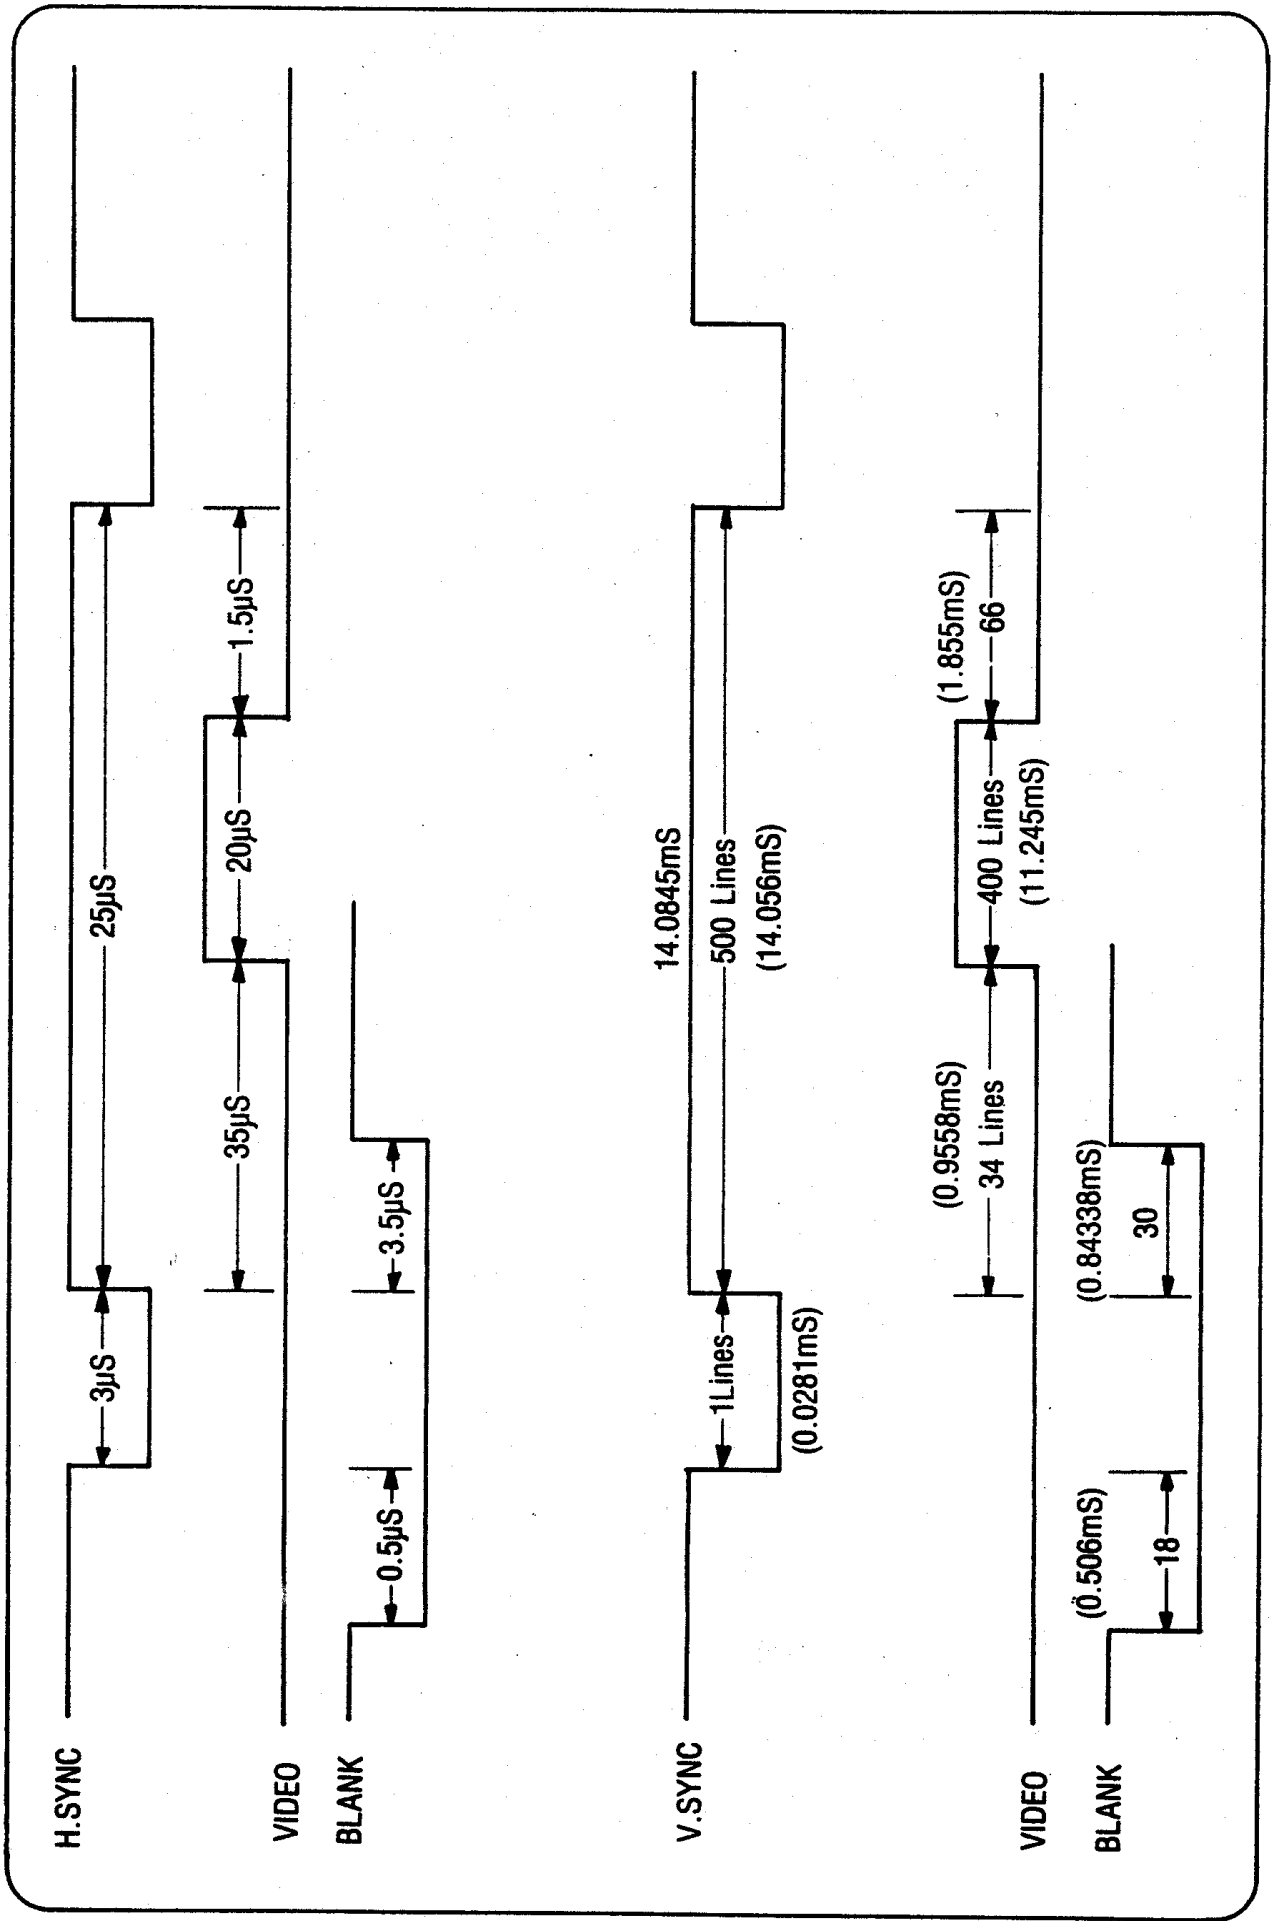 H.SYNC
3µS
25µS
VIDEO
35µS
20µS
1.5µS
BLANK
0.5µS
3.5µS
V.SYNC
1Lines
(0.0281mS)
14.0845mS
500 Lines
(14.056mS)
VIDEO
(0.9558mS)
34 Lines
400 Lines
(11.245mS)
(1.855mS)
66
BLANK
(0.506mS)
18
(0.84338mS)
30